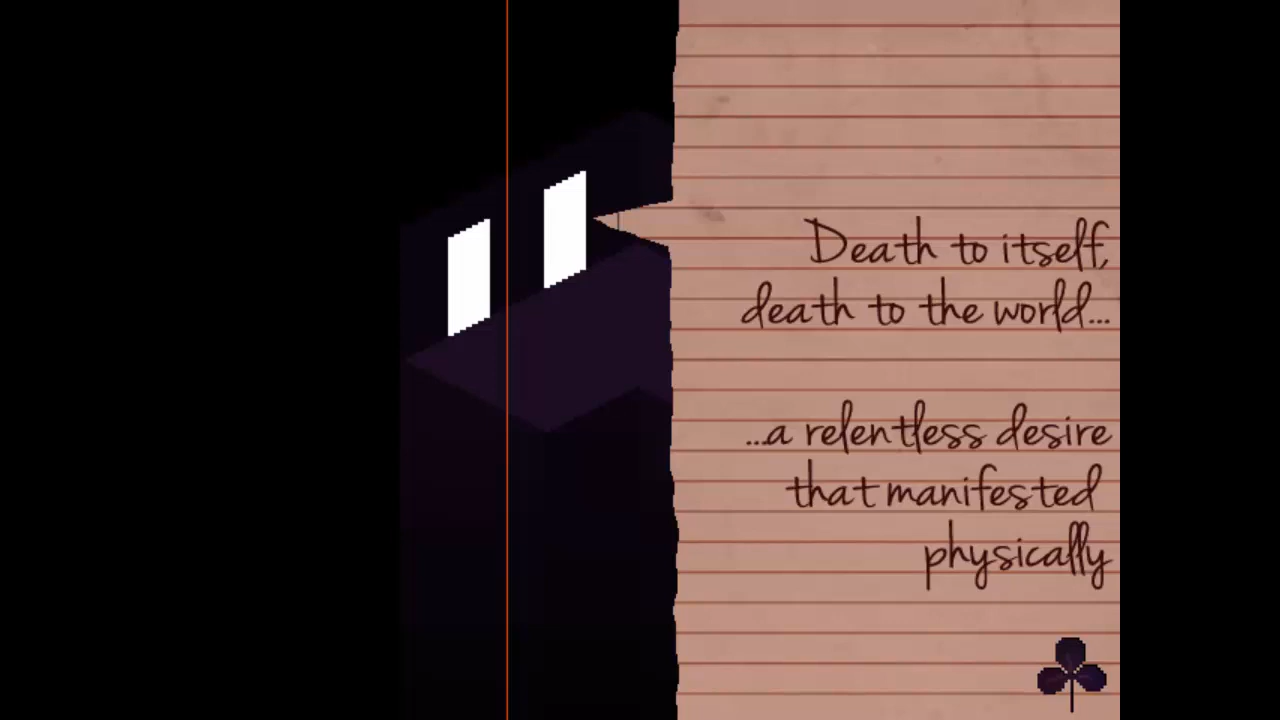 Death to itself,
death to the world...
...a relentless desire
that manifested
physically